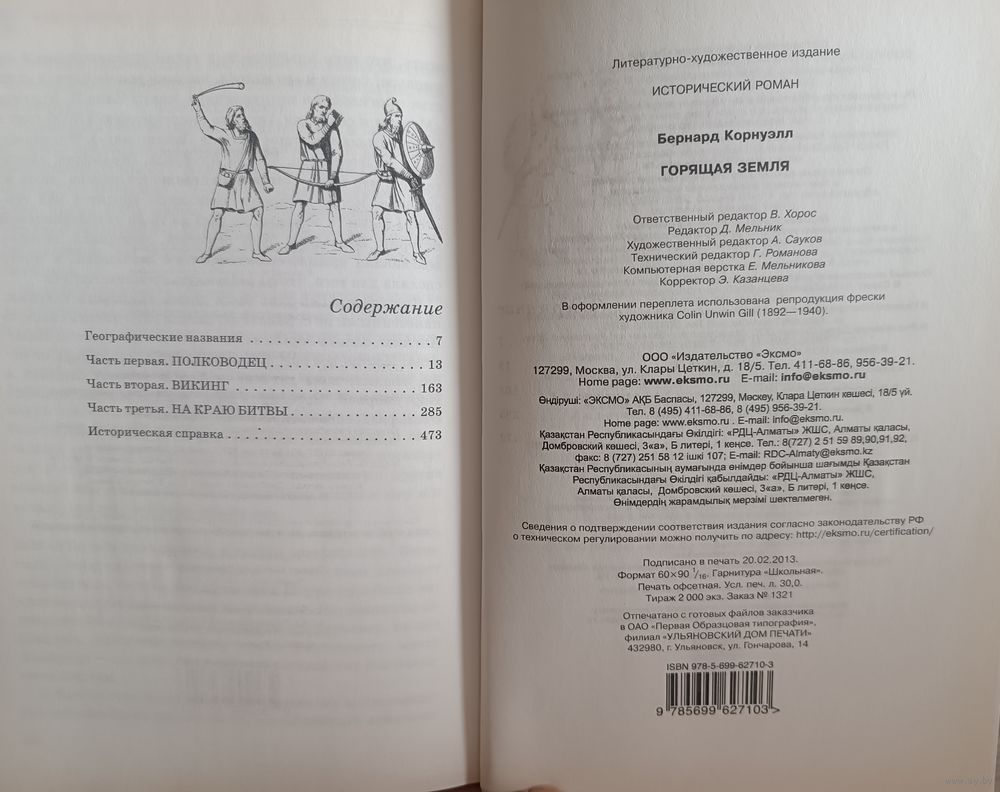 Содержание
Географические названия . . . . . . . . . . . . . . . . . . . . . . . . . 7
Часть первая. ПОЛКОВОДЕЦ . . . . . . . . . . . . . . . . . . . . . . 13
Часть вторая. ВИКИНГ . . . . . . . . . . . . . . . . . . . . . . . . . . 163
Часть третья. НА КРАЮ БИТВЫ . . . . . . . . . . . . . . . . . . 285
Историческая справка . . . . . . . . . . . . . . . . . . . . . . . . . . 473
Литературно-художественное издание
ИСТОРИЧЕСКИЙ РОМАН
Бернард Корнуэлл
ГОРЯЩАЯ ЗЕМЛЯ
Ответственный редактор В. Хорос
Редактор Д. Мельник
Художественный редактор А. Сауков
Технический редактор Г. Романова
Компьютерная верстка Е. Мельникова
Корректор Э. Казанцева
В оформлении переплета использована репродукция фрески
художника Colin Unwin Gill (1892—1940).
ООО «Издательство «Эксмо»
127299, Москва, ул. Клары Цеткин, д. 18/5. Тел. 411-68-86, 956-39-21.
Home page: www.eksmo.ru E-mail: info@eksmo.ru
Өндіруші: «ЭКСМО» АҚБ Баспасы, 127299, Мәскеу, Клара Цеткин көшесі, 18/5 үй.
Тел. 8 (495) 411-68-86, 8 (495) 956-39-21.
Home page: www.eksmo.ru . E-mail: info@eksmo.ru.
Қазақстан Республикасындағы Өкілдігі: «РДЦ-Алматы» ЖШС, Алматы қаласы,
Домбровский көшесі, 3«а», Б литері, 1 кеңсе. Тел.: 8(727) 2 51 59 89,90,91,92,
факс: 8 (727) 251 58 12 ішкі 107; E-mail: RDC-Almaty@eksmo.kz
Қазақстан Республикасының аумағында өнімдер бойынша шағымды Қазақстан
Республикасындағы Өкілдігі қабылдайды: «РДЦ-Алматы» ЖШС,
Алматы қаласы, Домбровский көшесі, 3«а», Б литері, 1 кеңсе.
Өнімдердің жарамдылық мерзімі шектелмеген.
Сведения о подтверждении соответствия издания согласно законодательству РФ
о техническом регулировании можно получить по адресу: http://eksmo.ru/certification/
Подписано в печать 20.02.2013.
Формат 60×90 1/16. Гарнитура «Школьная».
Печать офсетная. Усл. печ. л. 30,0.
Тираж 2 000 экз. Заказ № 1321
Отпечатано с готовых файлов заказчика
в ОАО «Первая Образцовая типография»,
филиал «УЛЬЯНОВСКИЙ ДОМ ПЕЧАТИ»
432980, г. Ульяновск, ул. Гончарова, 14
ISBN 978-5-699-62710-3
9 785699 627103 >